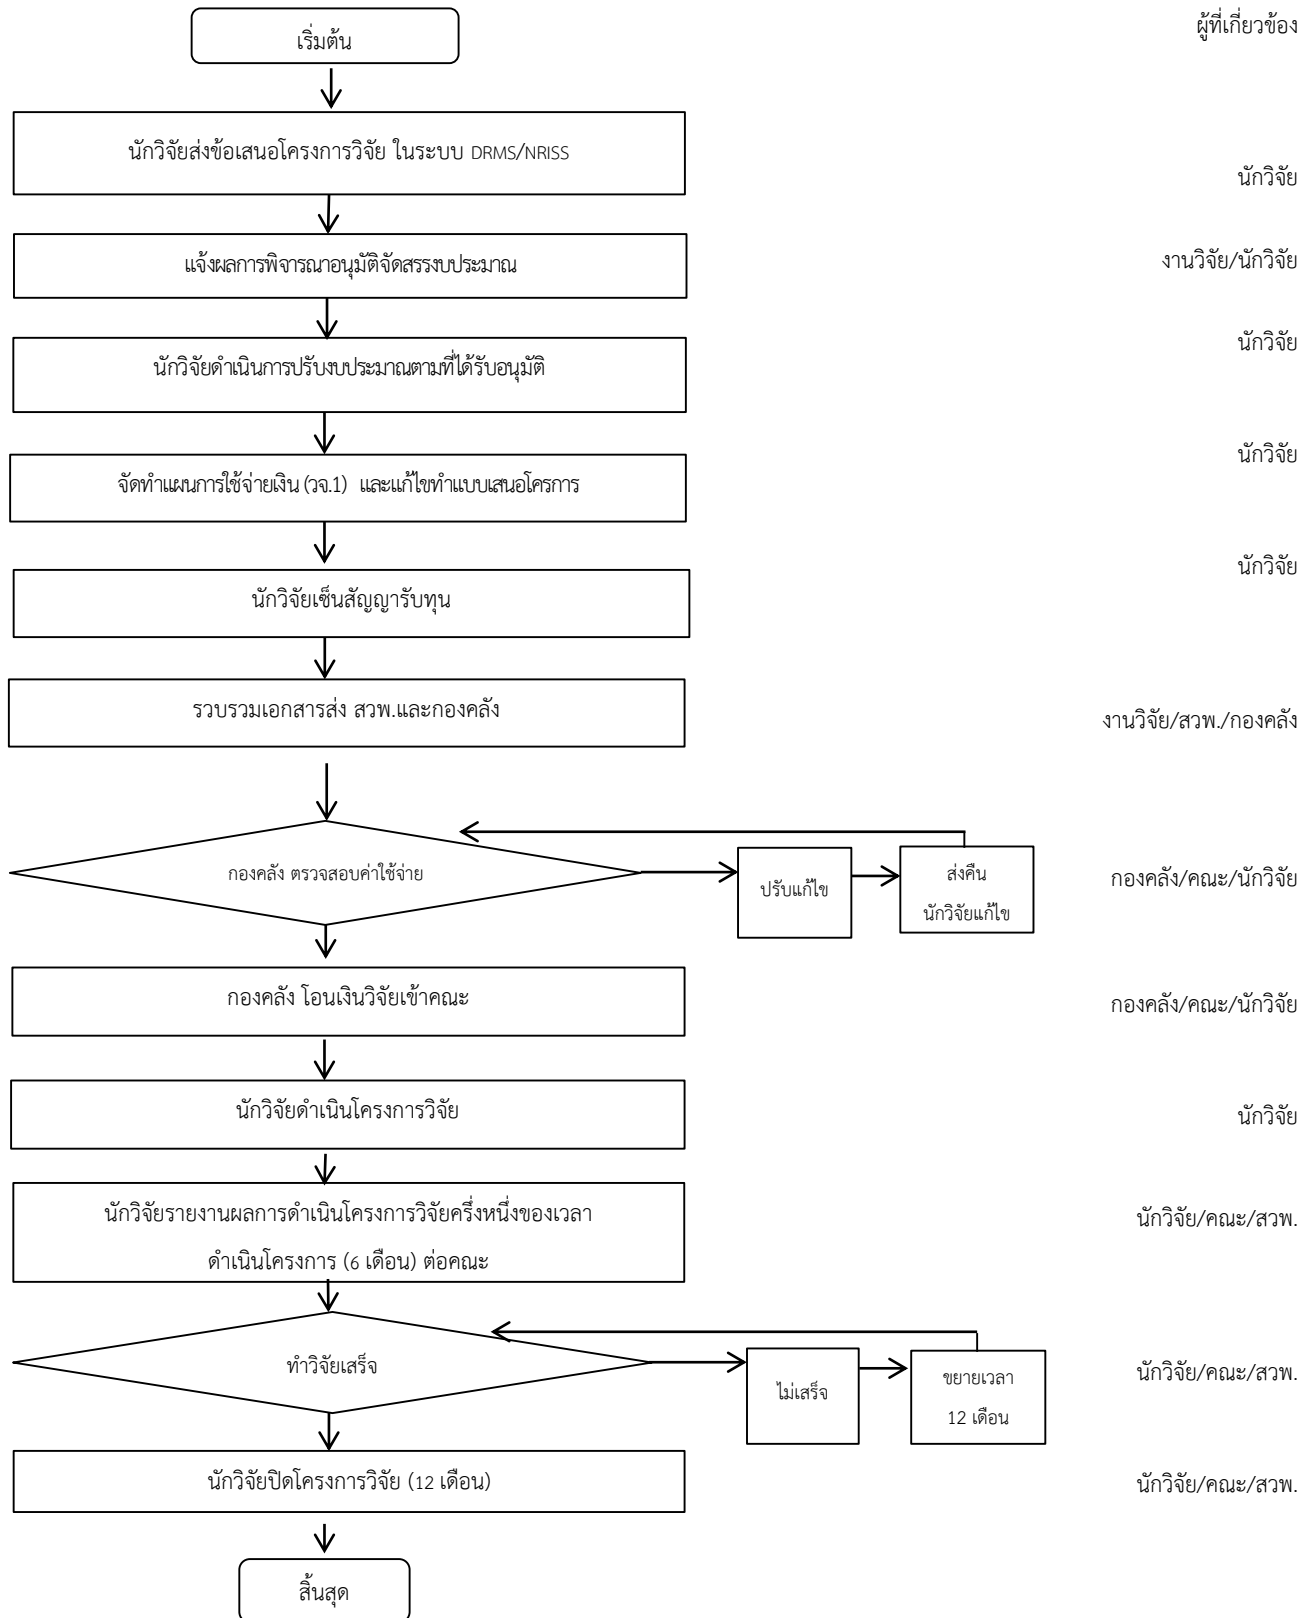 ผู้ที่เกี่ยวข้อง
เริ่มต้น
นักวิจัยส่งข้อเสนอโครงการวิจัย ในระบบ DRMS/NRISS
นักวิจัย
แจ้งผลการพิจารณาอนุมัติจัดสรรงบประมาณ
งานวิจัย/นักวิจัย
นักวิจัยดำเนินการปรับงบประมาณตามที่ได้รับอนุมัติ
นักวิจัย
จัดทำแผนการใช้จ่ายเงิน (วจ.1) และแก้ไขทำแบบเสนอโครการ
นักวิจัย
นักวิจัยเซ็นสัญญารับทุน
นักวิจัย
รวบรวมเอกสารส่ง สวพ.และกองคลัง
งานวิจัย/สวพ./กองคลัง
กองคลัง ตรวจสอบค่าใช้จ่าย
ปรับแก้ไข
ส่งคืน
นักวิจัยแก้ไข
กองคลัง/คณะ/นักวิจัย
กองคลัง โอนเงินวิจัยเข้าคณะ
กองคลัง/คณะ/นักวิจัย
นักวิจัยดำเนินโครงการวิจัย
นักวิจัย
นักวิจัยรายงานผลการดำเนินโครงการวิจัยครึ่งหนึ่งของเวลา
ดำเนินโครงการ (6 เดือน) ต่อคณะ
นักวิจัย/คณะ/สวพ.
ทำวิจัยเสร็จ
ไม่เสร็จ
ขยายเวลา
12 เดือน
นักวิจัย/คณะ/สวพ.
นักวิจัยปิดโครงการวิจัย (12 เดือน)
นักวิจัย/คณะ/สวพ.
สิ้นสุด